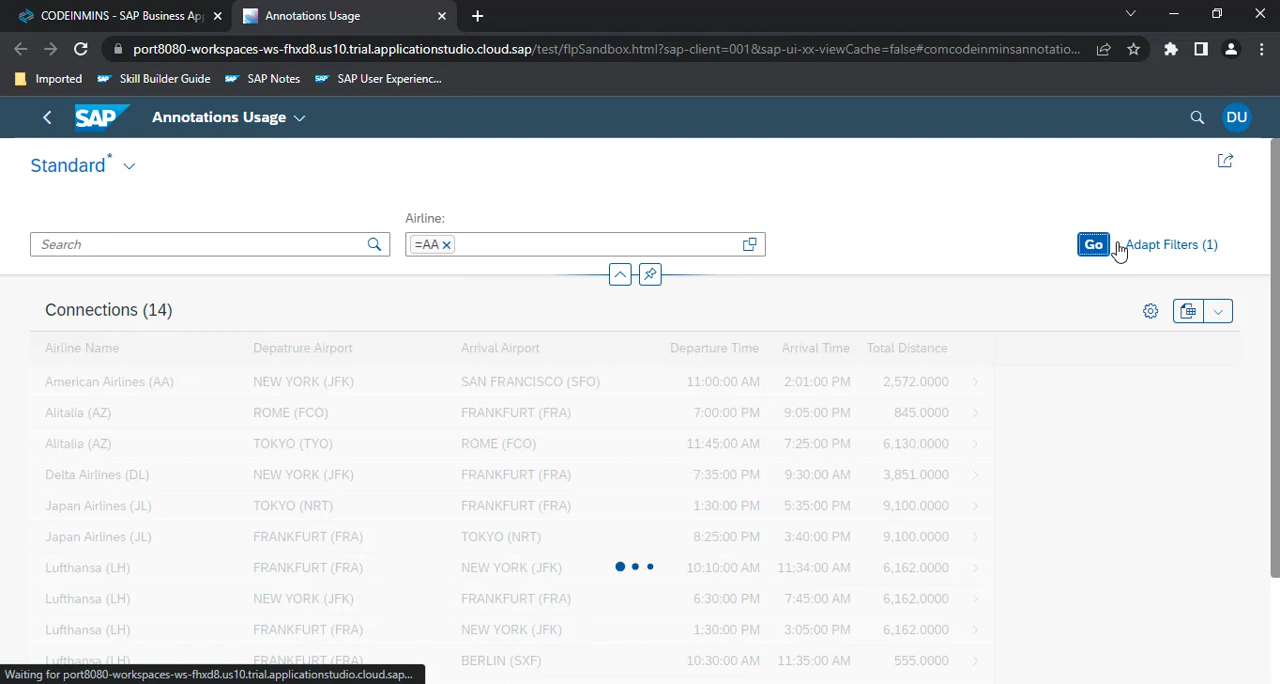 CODEINMINS - SAP Business App
Annotations Usage
port8080-workspaces-ws-fhxd8.us10.trial.applicationstudio.cloud.sap/test/flpSandbox.html?sap-client=001&sap-ui-xx-viewCache=false#comcodeinminsannotatio...
Imported
Skill Builder Guide
SAP Notes
SAP User Experienc...
SAP
Annotations Usage
DU
Standard*
Airline:
Search
=AA
Go
Adapt Filters (1)
Connections (14)
Airline Name Depatrure Airport Arrival Airport Departure Time Arrival Time Total Distance
American Airlines (AA) NEW YORK (JFK) SAN FRANCISCO (SFO) 11:00:00 AM 2:01:00 PM 2,572.0000
Alitalia (AZ) ROME (FCO) FRANKFURT (FRA) 7:00:00 PM 9:05:00 PM 845.0000
Alitalia (AZ) TOKYO (TYO) ROME (FCO) 11:45:00 AM 7:25:00 PM 6,130.0000
Delta Airlines (DL) NEW YORK (JFK) FRANKFURT (FRA) 7:35:00 PM 9:30:00 AM 3,851.0000
Japan Airlines (JL) TOKYO (NRT) FRANKFURT (FRA) 1:30:00 PM 5:35:00 PM 9,100.0000
Japan Airlines (JL) FRANKFURT (FRA) TOKYO (NRT) 8:25:00 PM 3:40:00 PM 9,100.0000
Lufthansa (LH) FRANKFURT (FRA) NEW YORK (JFK) 10:10:00 AM 11:34:00 AM 6,162.0000
Lufthansa (LH) NEW YORK (JFK) FRANKFURT (FRA) 6:30:00 PM 7:45:00 AM 6,162.0000
Lufthansa (LH) FRANKFURT (FRA) NEW YORK (JFK) 1:30:00 PM 3:05:00 PM 6,162.0000
Lufthansa (LH) FRANKFURT (FRA) BERLIN (SXF) 10:30:00 AM 11:35:00 AM 555.0000
Waiting for port8080-workspaces-ws-fhxd8.us10.trial.applicationstudio.cloud.sap...